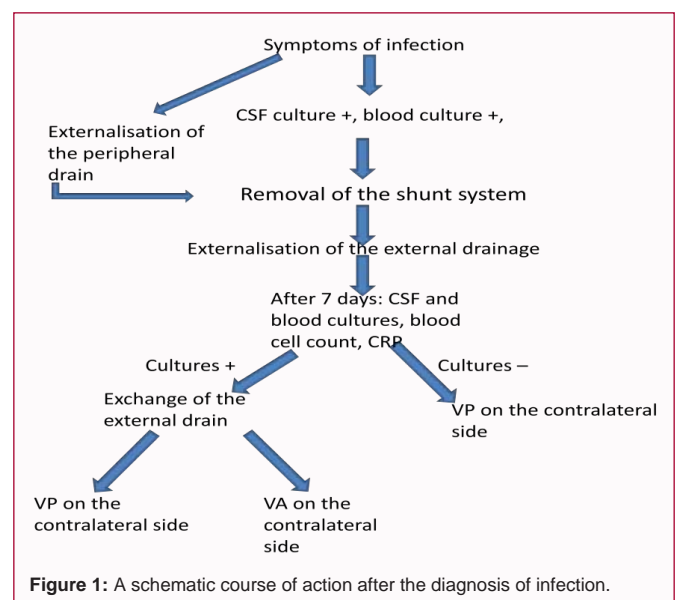 Symptoms of infection
CSF culture +, blood culture +,
Externalisation of
the peripheral
drain
Removal of the shunt system
Externalisation of the external drainage
After 7 days: CSF and
blood cultures, blood
cell count, CRP
Cultures +
Cultures –
Exchange of the
external drain
VP on the contralateral
side
VP on the
contralateral side
VA on the
contralateral
side
Figure 1: A schematic course of action after the diagnosis of infection.